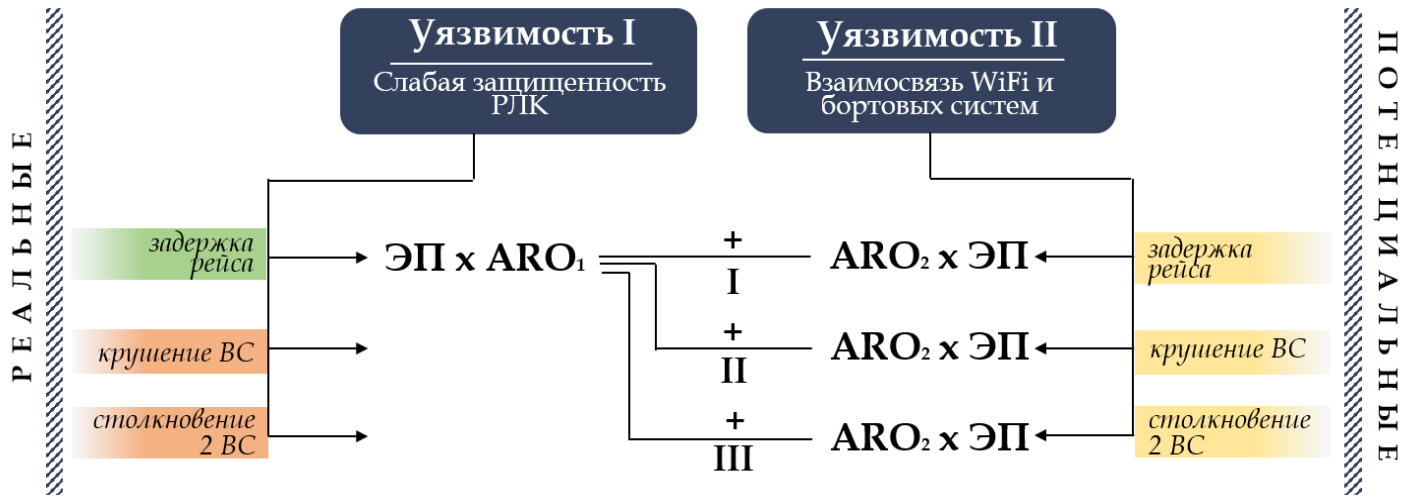 Уязвимость I
Слабая защищенность
РЛК
Уязвимость II
Взаимосвязь WiFi и
бортовых систем
РЕАЛЬНЫЕ
ПОТЕНЦИАЛЬНЫЕ
задержка
рейса
ЭП x ARO₁
+
I
ARO₂ x ЭП
задержка
рейса
крушение ВС
+
II
ARO₂ x ЭП
крушение ВС
столкновение
2 ВС
+
III
ARO₂ x ЭП
столкновение
2 ВС